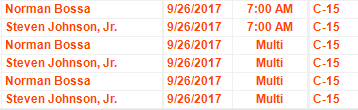 Norman Bossa 9/26/2017 7:00 AM C-15
Steven Johnson, Jr. 9/26/2017 7:00 AM C-15
Norman Bossa 9/26/2017 Multi C-15
Steven Johnson, Jr. 9/26/2017 Multi C-15
Norman Bossa 9/26/2017 Multi C-15
Steven Johnson, Jr. 9/26/2017 Multi C-15